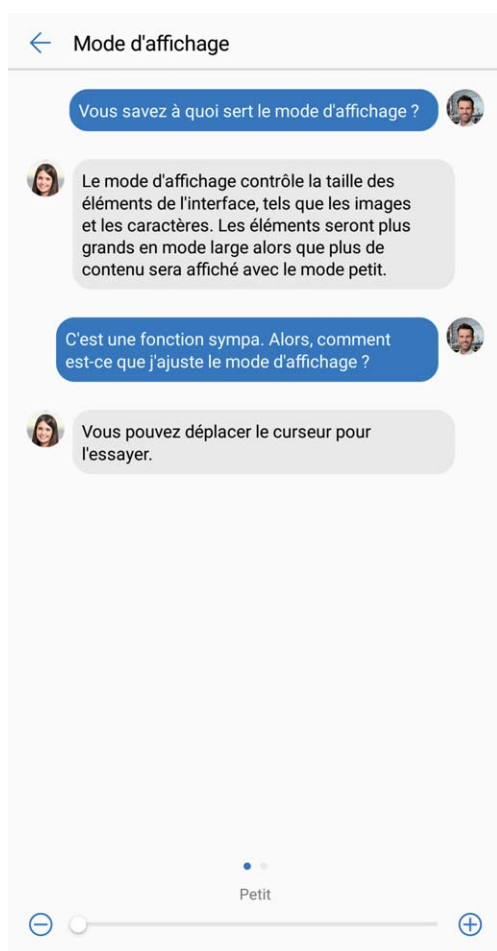 Mode d'affichage
Vous savez à quoi sert le mode d'affichage ?
Le mode d'affichage contrôle la taille des
éléments de l'interface, tels que les images
et les caractères. Les éléments seront plus
grands en mode large alors que plus de
contenu sera affiché avec le mode petit.
C'est une fonction sympa. Alors, comment
est-ce que j'ajuste le mode d'affichage ?
Vous pouvez déplacer le curseur pour
l'essayer.
Petit